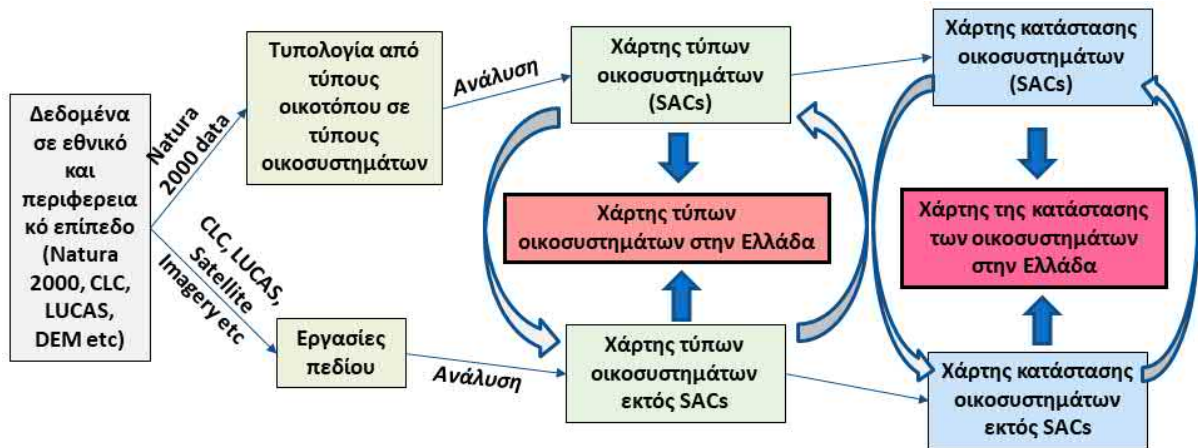 Δεδομένα
σε εθνικό
και
περιφερεια
κό επίπεδο
(Natura
2000, CLC,
LUCAS,
DEM etc)
Natura
2000 data
CLC, LUCAS,
Satellite
Imagery etc
Τυπολογία από
τύπους
οικοτόπου σε
τύπους
οικοσυστημάτων
Εργασίες
πεδίου
Ανάλυση
Ανάλυση
Χάρτης τύπων
οικοσυστημάτων
(SACs)
Χάρτης τύπων
οικοσυστημάτων στην Ελλάδα
Χάρτης τύπων
οικοσυστημάτων
εκτός SACs
Χάρτης κατάστασης
οικοσυστημάτων
(SACs)
Χάρτης της κατάστασης
των οικοσυστημάτων
στην Ελλάδα
Χάρτης κατάστασης
οικοσυστημάτων
εκτός SACs